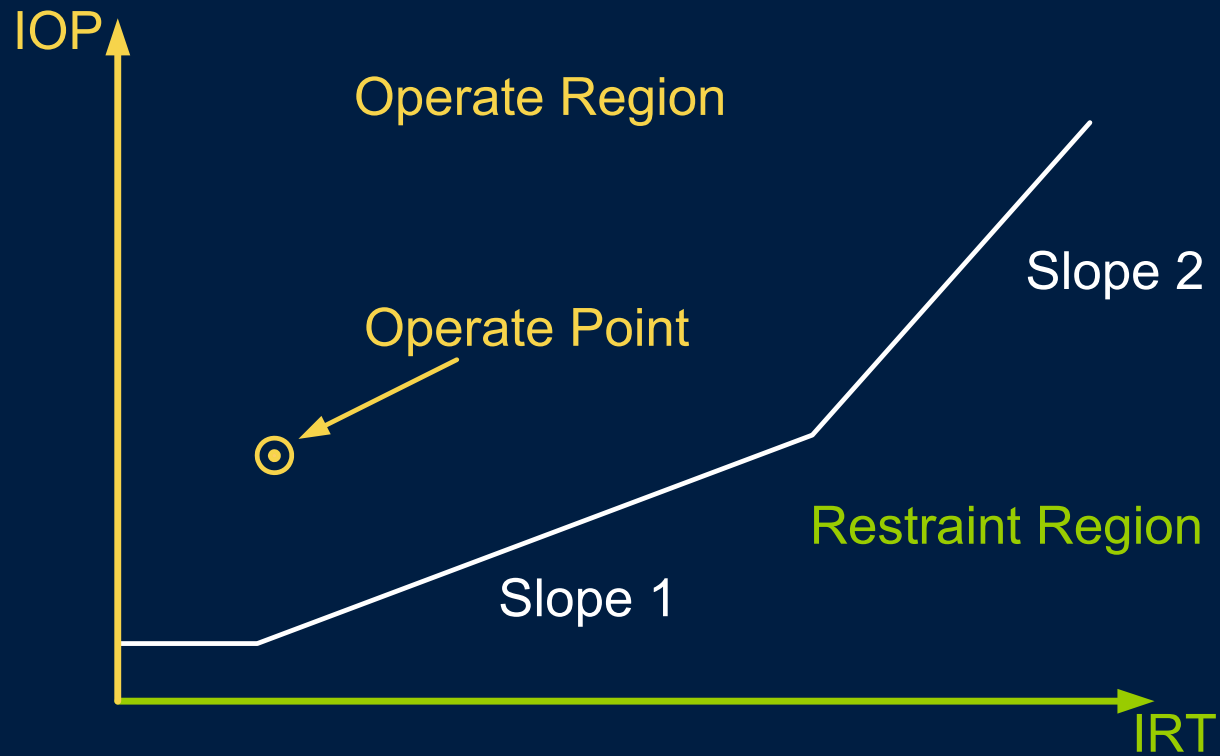 IOP
Operate Region
Slope 2
Operate Point
Restraint Region
Slope 1
IRT